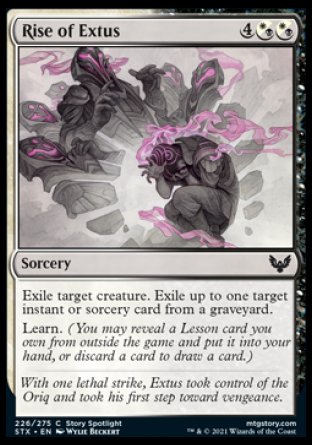 Rise of Extus 4
Sorcery
Exile target creature. Exile up to one target
instant or sorcery card from a graveyard.
Learn. (You may reveal a Lesson card you
own from outside the game and put it into
your hand, or discard a card to draw a card.)
With one lethal strike, Extus took control of the
Oriq and took his first step toward vengeance.
226/275 C Story Spotlight mtgstory.com
STX • EN Wylie Beckert ™ & © 2021 Wizards of the Coast